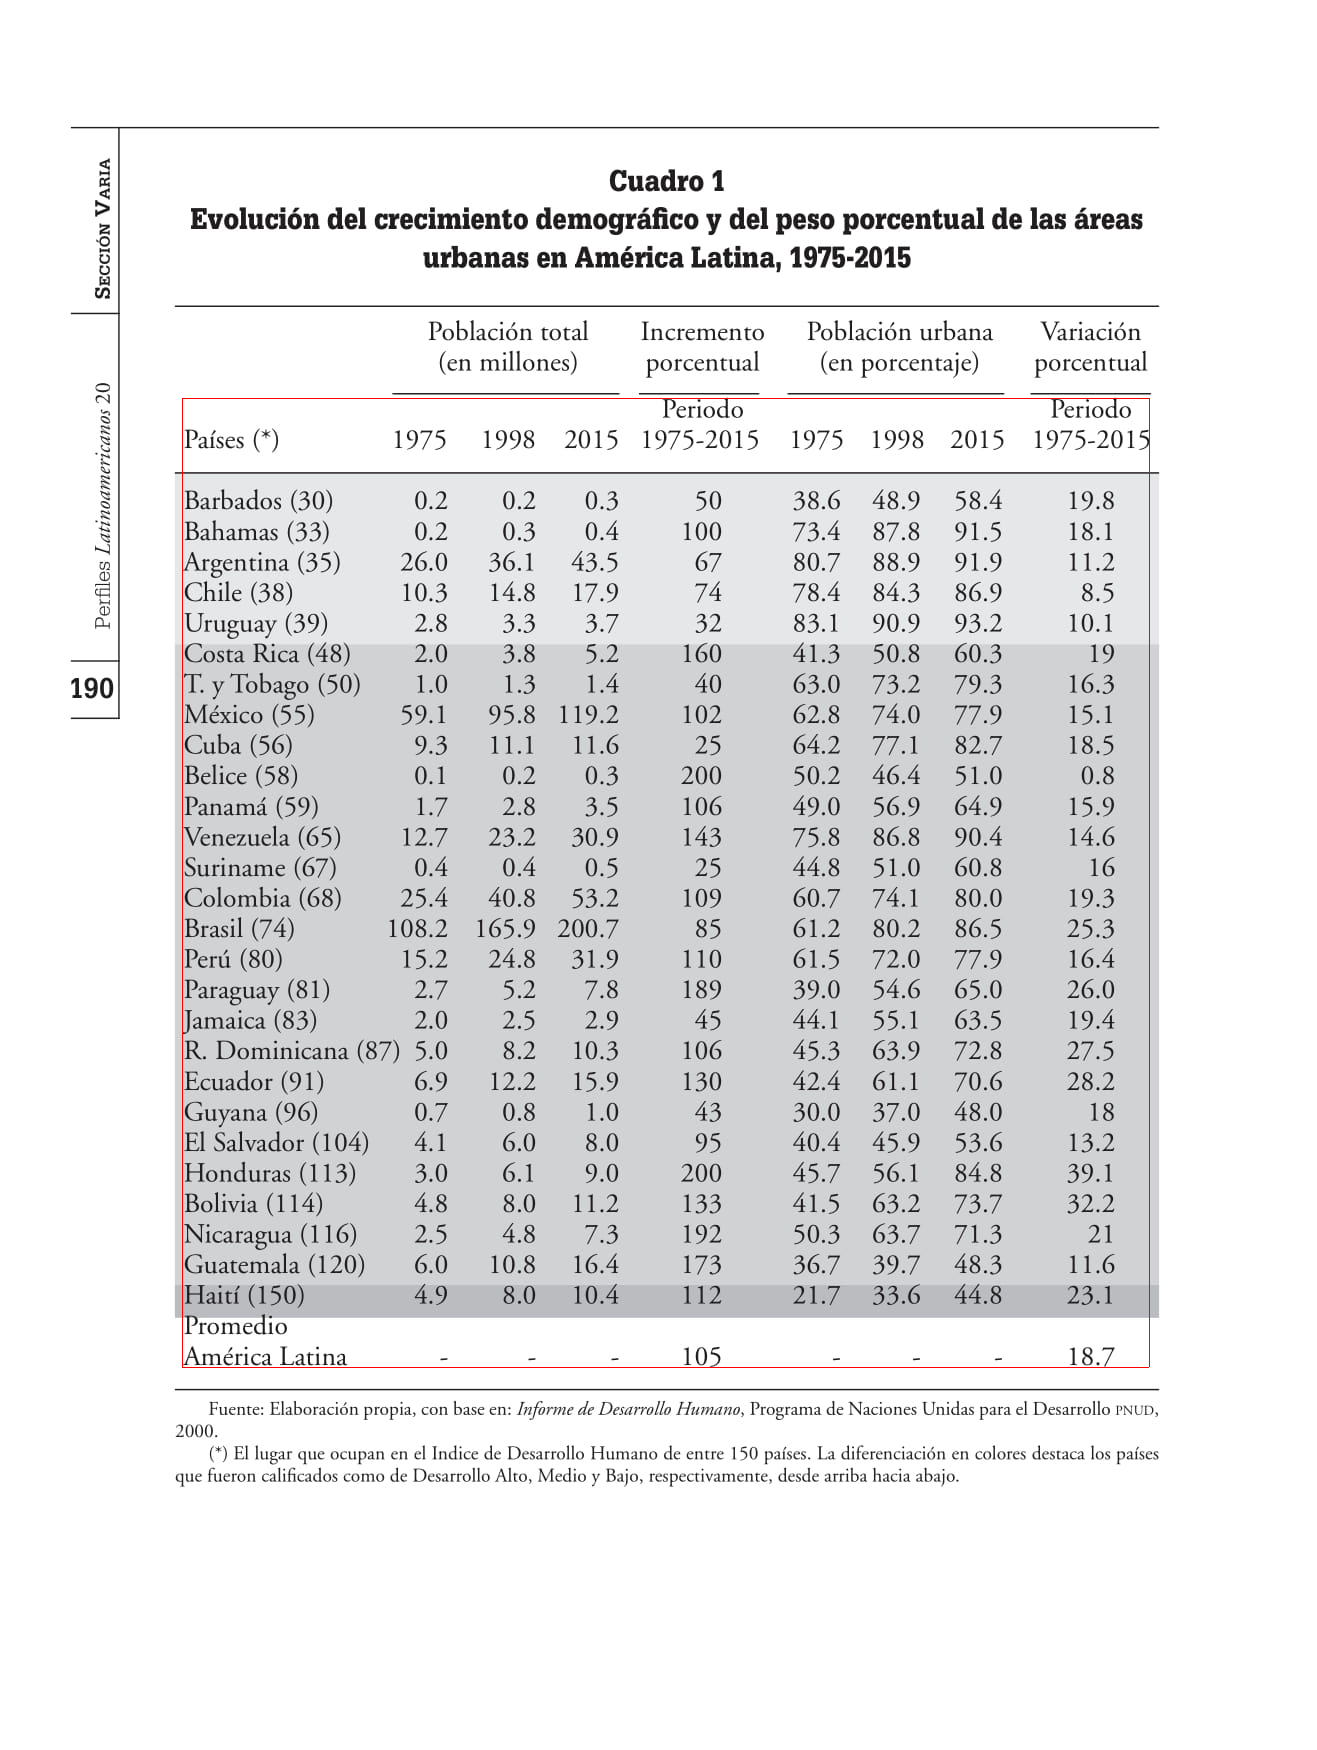 Sección Varia
Perfiles Latinoamericanos 20
190
Cuadro 1
Evolución del crecimiento demográfico y del peso porcentual de las áreas
urbanas en América Latina, 1975-2015
Población total Incremento Población urbana Variación
(en millones) porcentual (en porcentaje) porcentual
Periodo Periodo
Países (*) 1975 1998 2015 1975-2015 1975 1998 2015 1975-2015
Barbados (30) 0.2 0.2 0.3 50 38.6 48.9 58.4 19.8
Bahamas (33) 0.2 0.3 0.4 100 73.4 87.8 91.5 18.1
Argentina (35) 26.0 36.1 43.5 67 80.7 88.9 91.9 11.2
Chile (38) 10.3 14.8 17.9 74 78.4 84.3 86.9 8.5
Uruguay (39) 2.8 3.3 3.7 32 83.1 90.9 93.2 10.1
Costa Rica (48) 2.0 3.8 5.2 160 41.3 50.8 60.3 19
T. y Tobago (50) 1.0 1.3 1.4 40 63.0 73.2 79.3 16.3
México (55) 59.1 95.8 119.2 102 62.8 74.0 77.9 15.1
Cuba (56) 9.3 11.1 11.6 25 64.2 77.1 82.7 18.5
Belice (58) 0.1 0.2 0.3 200 50.2 46.4 51.0 0.8
Panamá (59) 1.7 2.8 3.5 106 49.0 56.9 64.9 15.9
Venezuela (65) 12.7 23.2 30.9 143 75.8 86.8 90.4 14.6
Suriname (67) 0.4 0.4 0.5 25 44.8 51.0 60.8 16
Colombia (68) 25.4 40.8 53.2 109 60.7 74.1 80.0 19.3
Brasil (74) 108.2 165.9 200.7 85 61.2 80.2 86.5 25.3
Perú (80) 15.2 24.8 31.9 110 61.5 72.0 77.9 16.4
Paraguay (81) 2.7 5.2 7.8 189 39.0 54.6 65.0 26.0
Jamaica (83) 2.0 2.5 2.9 45 44.1 55.1 63.5 19.4
R. Dominicana (87) 5.0 8.2 10.3 106 45.3 63.9 72.8 27.5
Ecuador (91) 6.9 12.2 15.9 130 42.4 61.1 70.6 28.2
Guyana (96) 0.7 0.8 1.0 43 30.0 37.0 48.0 18
El Salvador (104) 4.1 6.0 8.0 95 40.4 45.9 53.6 13.2
Honduras (113) 3.0 6.1 9.0 200 45.7 56.1 84.8 39.1
Bolivia (114) 4.8 8.0 11.2 133 41.5 63.2 73.7 32.2
Nicaragua (116) 2.5 4.8 7.3 192 50.3 63.7 71.3 21
Guatemala (120) 6.0 10.8 16.4 173 36.7 39.7 48.3 11.6
Haití (150) 4.9 8.0 10.4 112 21.7 33.6 44.8 23.1
Promedio
América Latina - - - 105 - - - 18.7
Fuente: Elaboración propia, con base en: Informe de Desarrollo Humano, Programa de Naciones Unidas para el Desarrollo PNUD,
2000.
(*) El lugar que ocupan en el Indice de Desarrollo Humano de entre 150 países. La diferenciación en colores destaca los países
que fueron calificados como de Desarrollo Alto, Medio y Bajo, respectivamente, desde arriba hacia abajo.